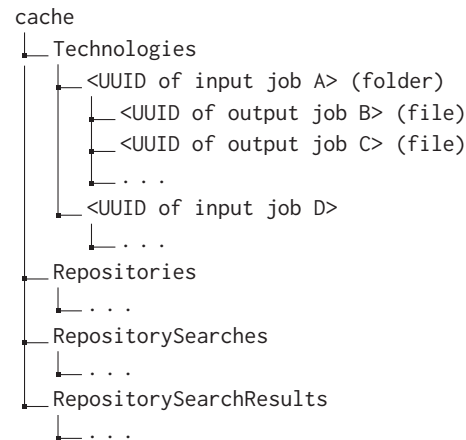 cache
Technologies
<UUID of input job A> (folder)
<UUID of output job B> (file)
<UUID of output job C> (file)
...
<UUID of input job D>
...
Repositories
...
RepositorySearches
...
RepositorySearchResults
...